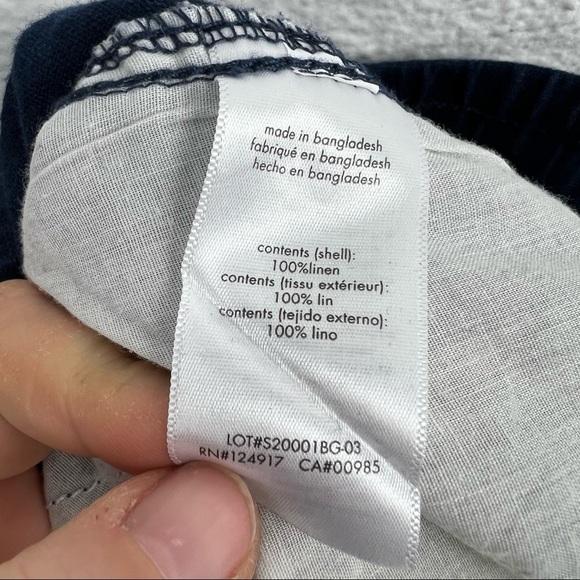 made in bangladesh
fabriqué en bangladesh
hecho en bangladesh
contents (shell):
100%linen
contents (tissu extérieur):
100% lin
contents (tejido externo):
100% lino
LOT#S20001BG-03
RN#124917 CA#00985